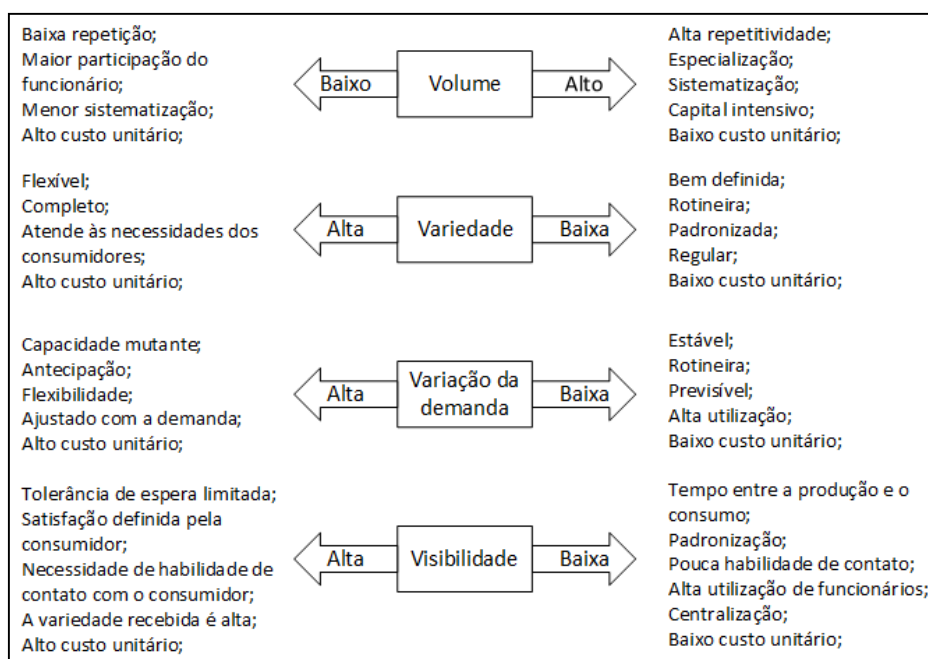 Baixa repetição;
Maior participação do
funcionário;
Menor sistematização;
Alto custo unitário;
Baixo
Volume
Alto
Alta repetitividade;
Especialização;
Sistematização;
Capital intensivo;
Baixo custo unitário;
Flexível;
Completo;
Atende às necessidades dos
consumidores;
Alto custo unitário;
Alta
Variedade
Baixa
Bem definida;
Rotineira;
Padronizada;
Regular;
Baixo custo unitário;
Capacidade mutante;
Antecipação;
Flexibilidade;
Ajustado com a demanda;
Alto custo unitário;
Alta
Variação da
demanda
Baixa
Estável;
Rotineira;
Previsível;
Alta utilização;
Baixo custo unitário;
Tolerância de espera limitada;
Satisfação definida pela
consumidor;
Necessidade de habilidade de
contato com o consumidor;
A variedade recebida é alta;
Alto custo unitário;
Alta
Visibilidade
Baixa
Tempo entre a produção e o
consumo;
Padronização;
Pouca habilidade de contato;
Alta utilização de funcionários;
Centralização;
Baixo custo unitário;